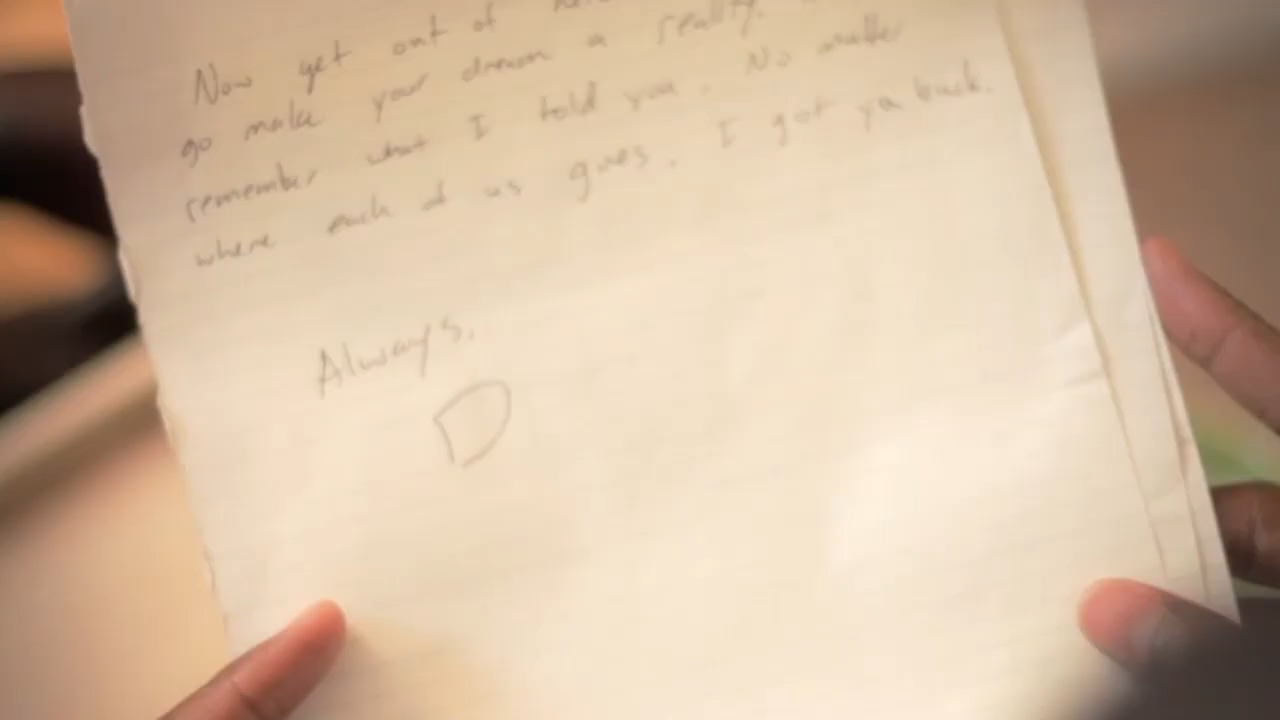 Now get out of
go make your dream a reality.
remember what I told you. No matter
where each of us goes. I got ya back.
Always,
D